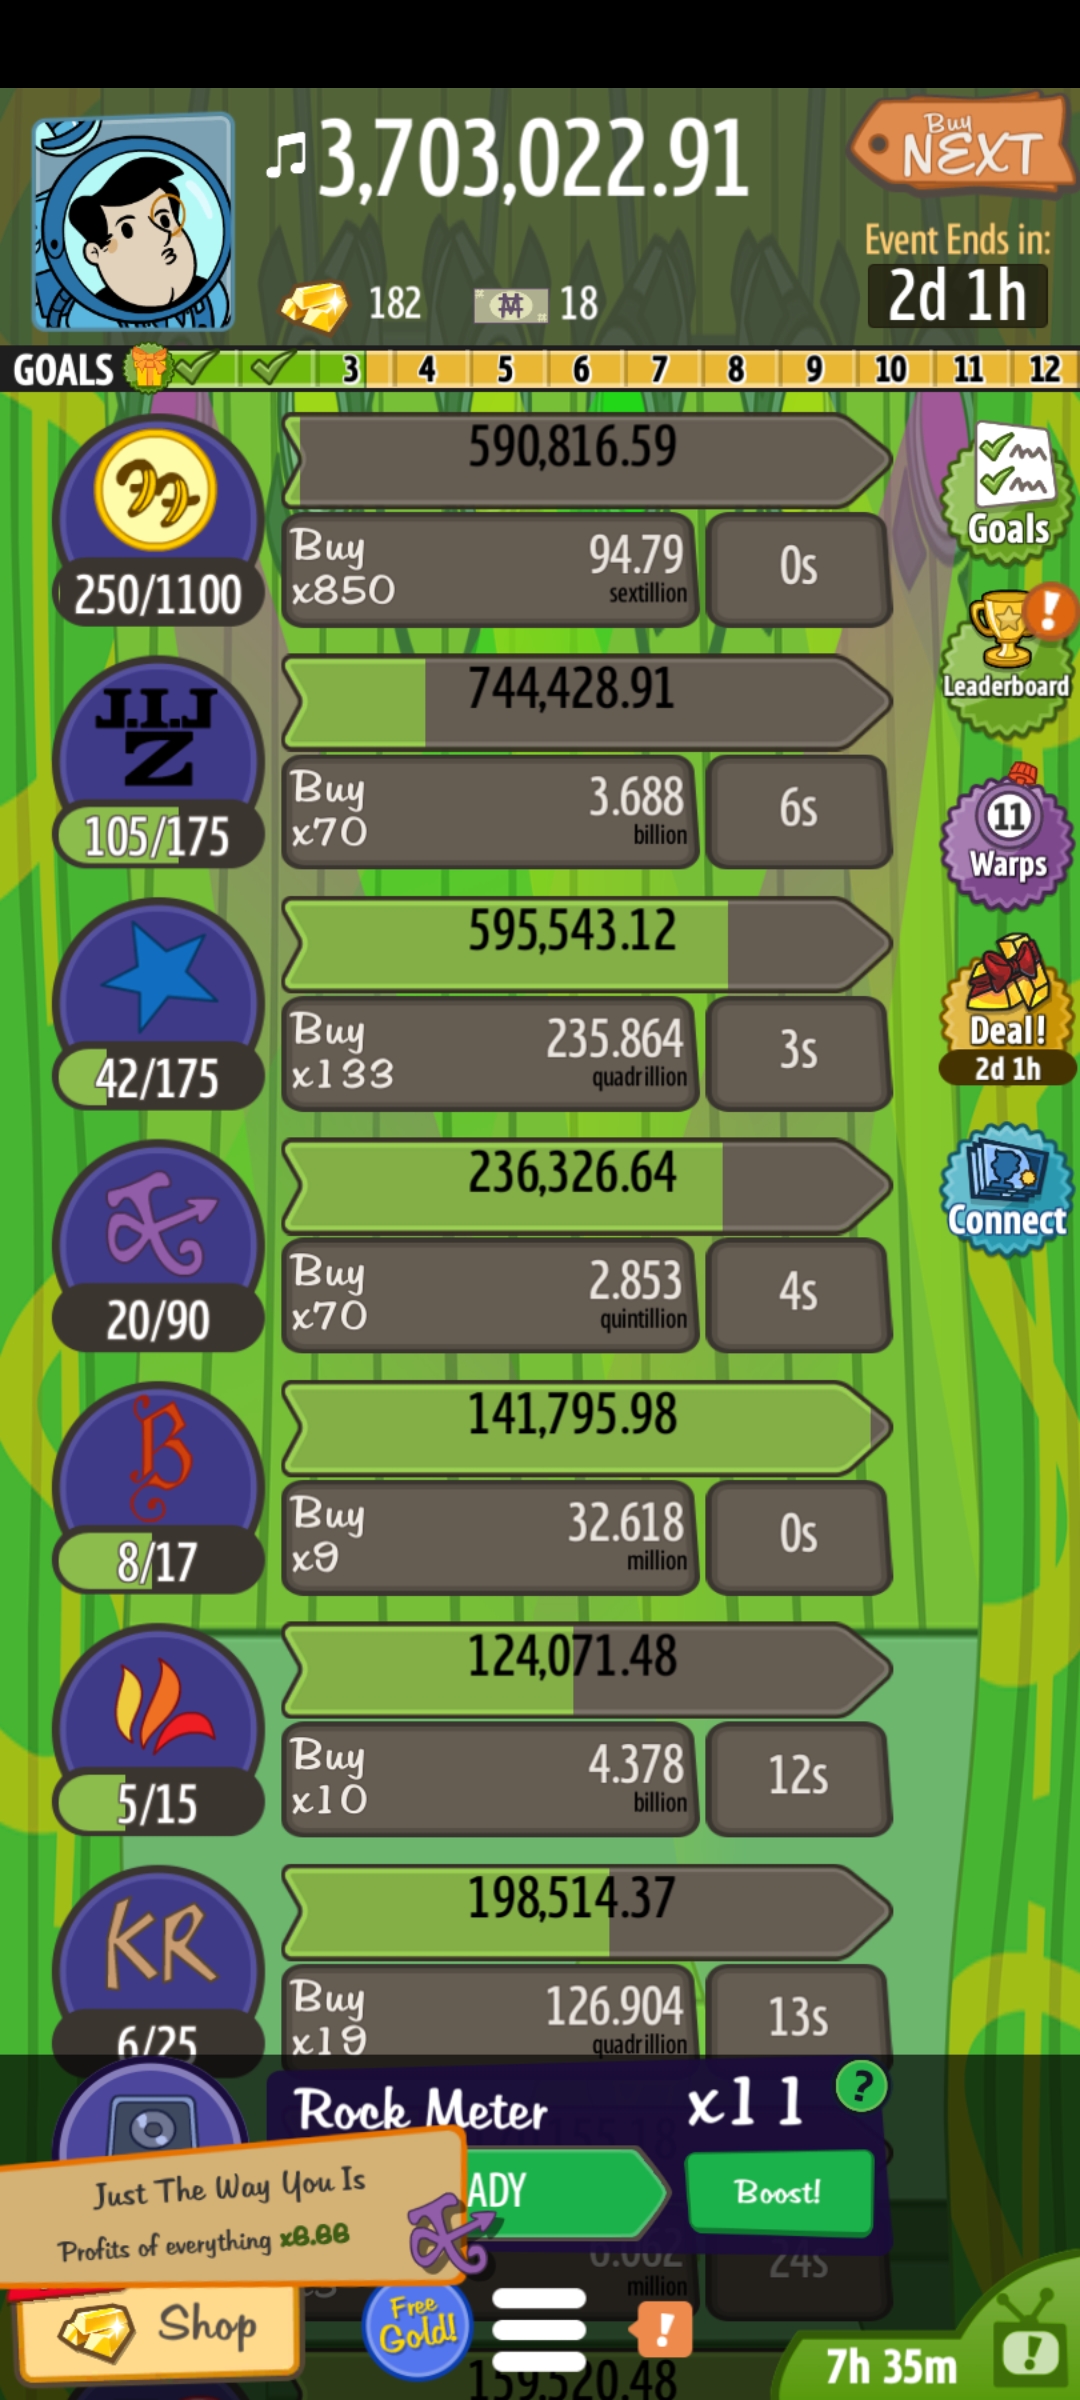 3,703,022.91
Buy
NEXT
182
18
Event Ends in:
2d 1h
GOALS 3 4 5 6 7 8 9 10 11 12
590,816.59
250/1100
Buy
x850
94.79
sextillion
0s
Goals
J.I.J
Z
744,428.91
105/175
Buy
x70
3.688
billion
6s
Leaderboard
11
Warps
595,543.12
42/175
Buy
x133
235.864
quadrillion
3s
Deal!
2d 1h
236,326.64
20/90
Buy
x70
2.853
quintillion
4s
Connect
B
141,795.98
8/17
Buy
x9
32.618
million
0s
124,071.48
5/15
Buy
x10
4.378
billion
12s
KR
198,514.37
6/25
Buy
x19
126.904
quadrillion
13s
Rock Meter
x11
?
ADY
Boost!
Just The Way You Is
Profits of everything x8.88
million
24s
Shop
Free
Gold!
159,520.48
7h 35m